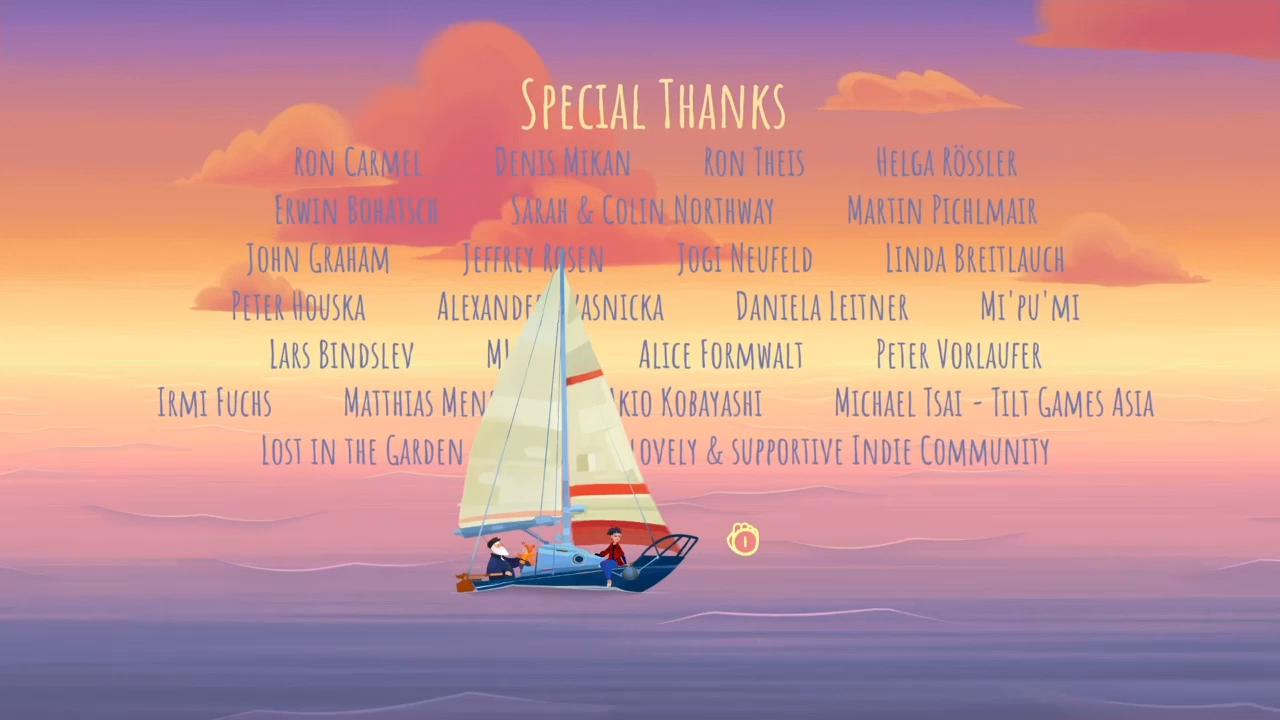 Special Thanks
Ron Carmel Denis Mikan Ron Theis Helga Rössler
Erwin Bohatsch Sarah & Colin Northway Martin Pichlmair
John Graham Jeffrey Rosen Jogi Neufeld Linda Breitlauch
Peter Houska Daniela Leitner Mi'pu'mi
Lars Bindslev Alice Formwalt Peter Vorlaufer
Irmi Fuchs Matthias Kobayashi Michael Tsai - Tilt Games Asia
Lost in the Garden & supportive Indie Community